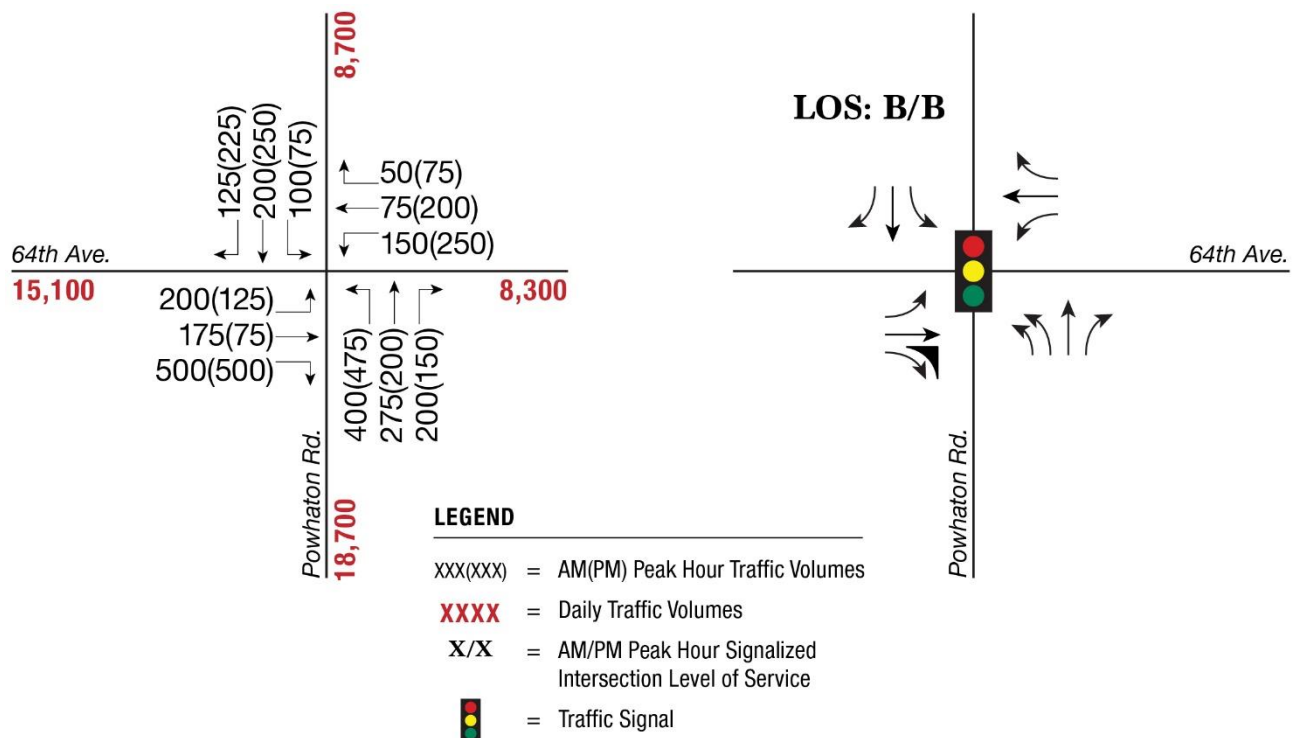 8,700
LOS: B/B
125(225)
200(250)
100(75)
50(75)
75(200)
150(250)
64th Ave.
15,100
8,300
64th Ave.
200(125)
175(75)
500(500)
400(475)
275(200)
200(150)
Powhaton Rd.
18,700
Powhaton Rd.
LEGEND
XXX(XXX) = AM(PM) Peak Hour Traffic Volumes
XXXX = Daily Traffic Volumes
X/X = AM/PM Peak Hour Signalized
Intersection Level of Service
= Traffic Signal